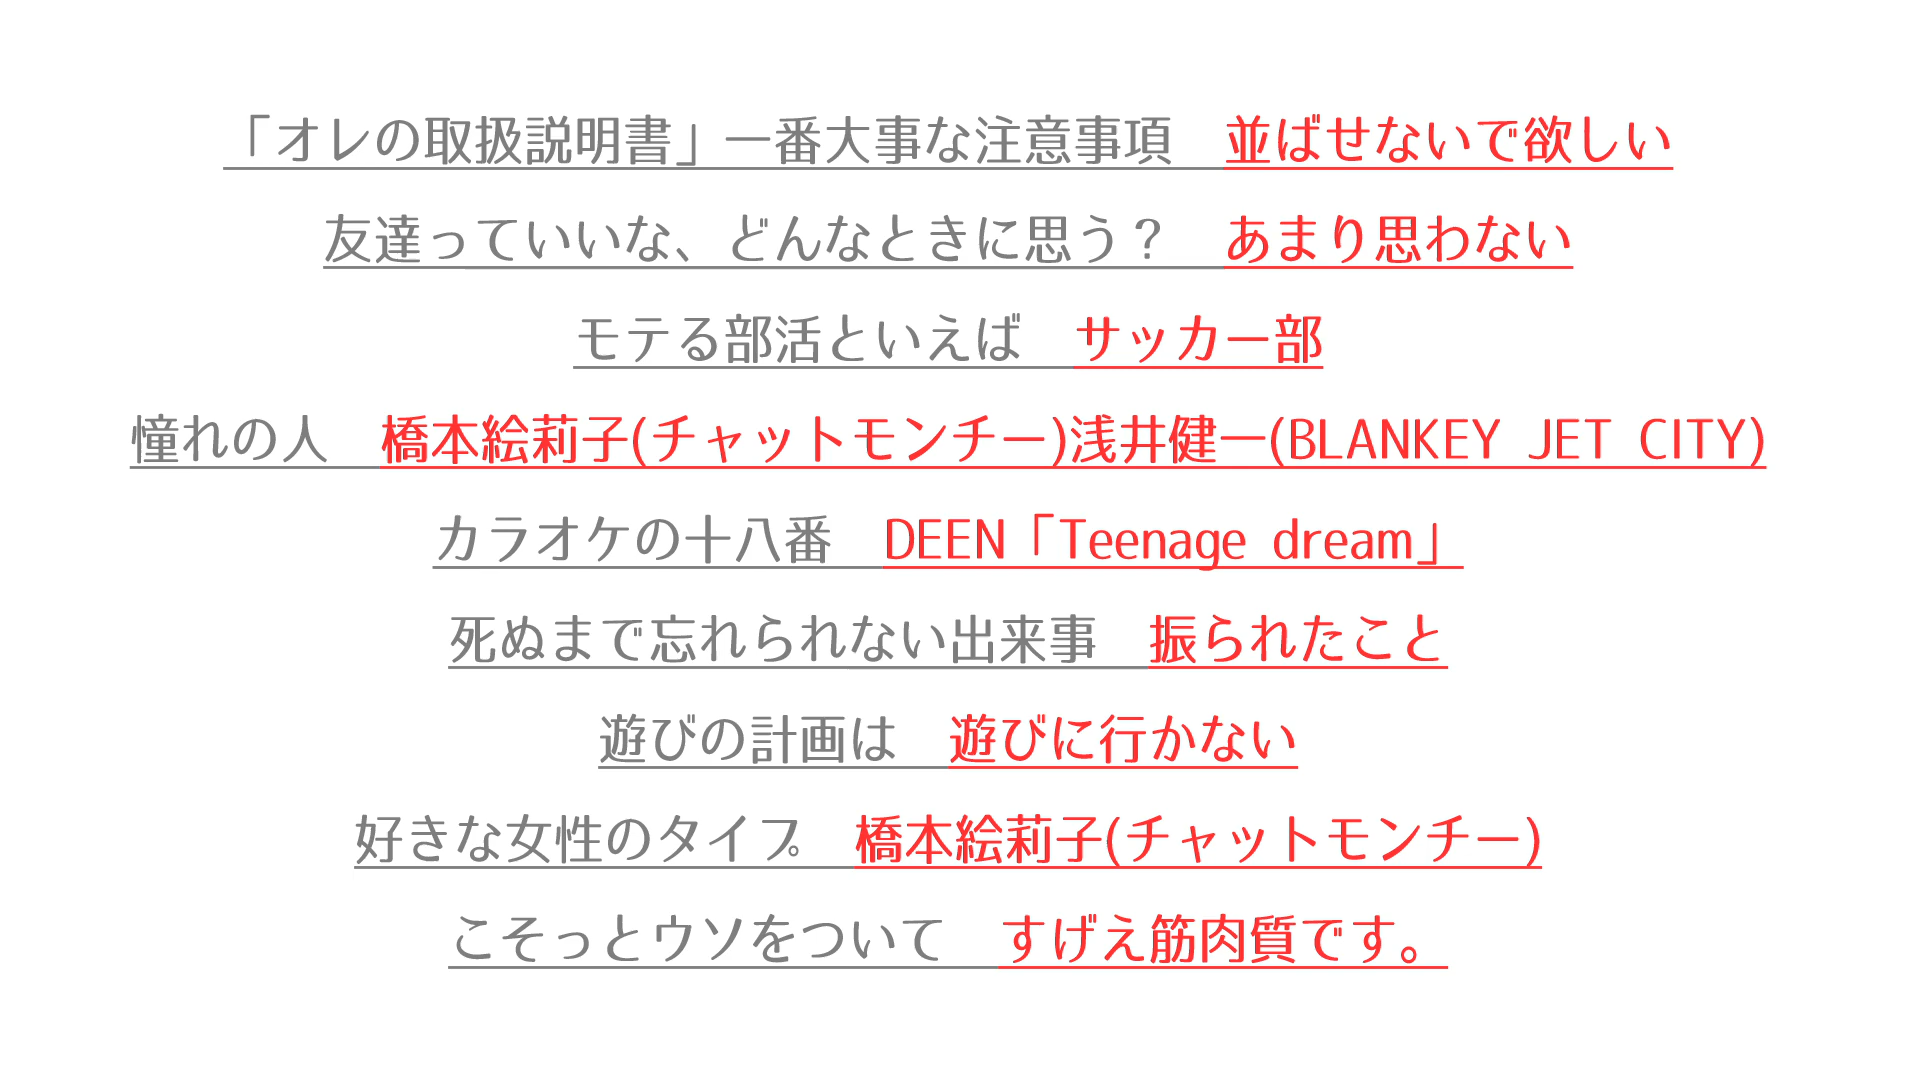 「オレの取扱説明書」一番大事な注意事項　並ばせないで欲しい
友達っていいな、どんなときに思う？　あまり思わない
モテる部活といえば　サッカー部
憧れの人　橋本絵莉子(チャットモンチー)浅井健一(BLANKEY JET CITY)
カラオケの十八番　DEEN「Teenage dream」
死ぬまで忘れられない出来事　振られたこと
遊びの計画は　遊びに行かない
好きな女性のタイプ　橋本絵莉子(チャットモンチー)
こそっとウソをついて　すげえ筋肉質です。